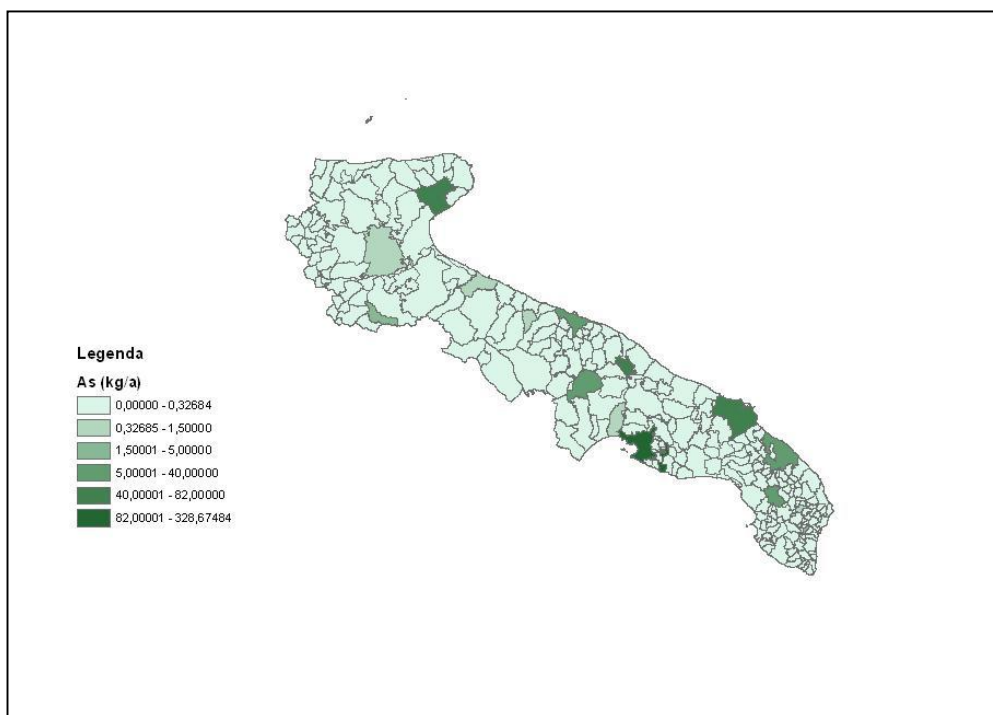 Legenda
As (kg/a)
0,00000 - 0,32684
0,32685 - 1,50000
1,50001 - 5,00000
5,00001 - 40,00000
40,00001 - 82,00000
82,00001 - 328,67484